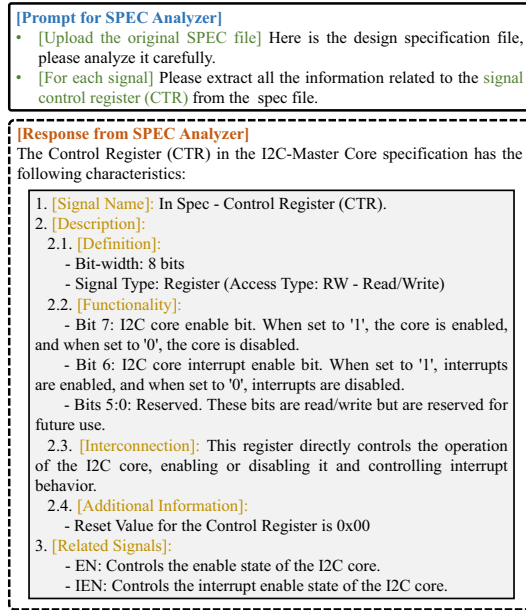 [Prompt for SPEC Analyzer]
• [Upload the original SPEC file] Here is the design specification file,
please analyze it carefully.
• [For each signal] Please extract all the information related to the signal
control register (CTR) from the spec file.
[Response from SPEC Analyzer]
The Control Register (CTR) in the I2C-Master Core specification has the
following characteristics:
1. [Signal Name]: In Spec - Control Register (CTR).
2. [Description]:
2.1. [Definition]:
- Bit-width: 8 bits
- Signal Type: Register (Access Type: RW - Read/Write)
2.2. [Functionality]:
- Bit 7: I2C core enable bit. When set to '1', the core is enabled,
and when set to '0', the core is disabled.
- Bit 6: I2C core interrupt enable bit. When set to '1', interrupts
are enabled, and when set to '0', interrupts are disabled.
- Bits 5:0: Reserved. These bits are read/write but are reserved for
future use.
2.3. [Interconnection]: This register directly controls the operation
of the I2C core, enabling or disabling it and controlling interrupt
behavior.
2.4. [Additional Information]:
- Reset Value for the Control Register is 0x00
3. [Related Signals]:
- EN: Controls the enable state of the I2C core.
- IEN: Controls the interrupt enable state of the I2C core.